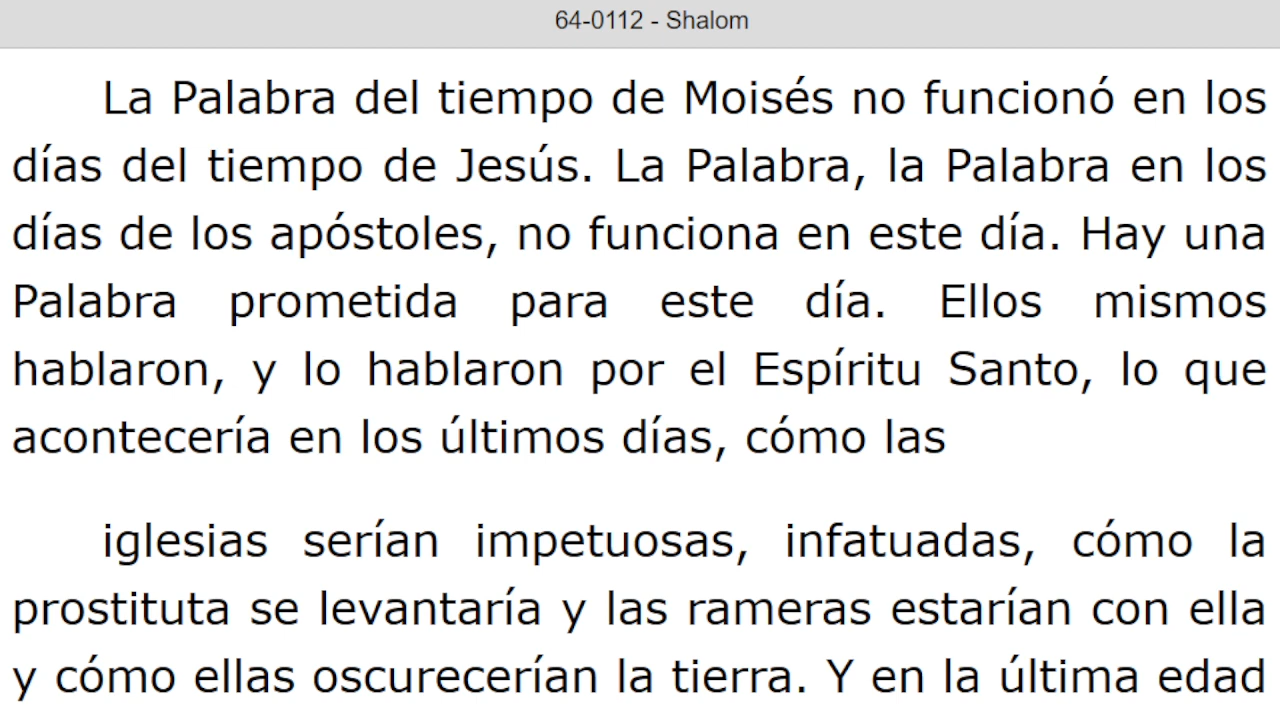 64-0112 - Shalom
La Palabra del tiempo de Moisés no funcionó en los
días del tiempo de Jesús. La Palabra, la Palabra en los
días de los apóstoles, no funciona en este día. Hay una
Palabra prometida para este día. Ellos mismos
hablaron, y lo hablaron por el Espíritu Santo, lo que
acontecería en los últimos días, cómo las
iglesias serían impetuosas, infatuadas, cómo la
prostituta se levantaría y las rameras estarían con ella
y cómo ellas oscurecerían la tierra. Y en la última edad